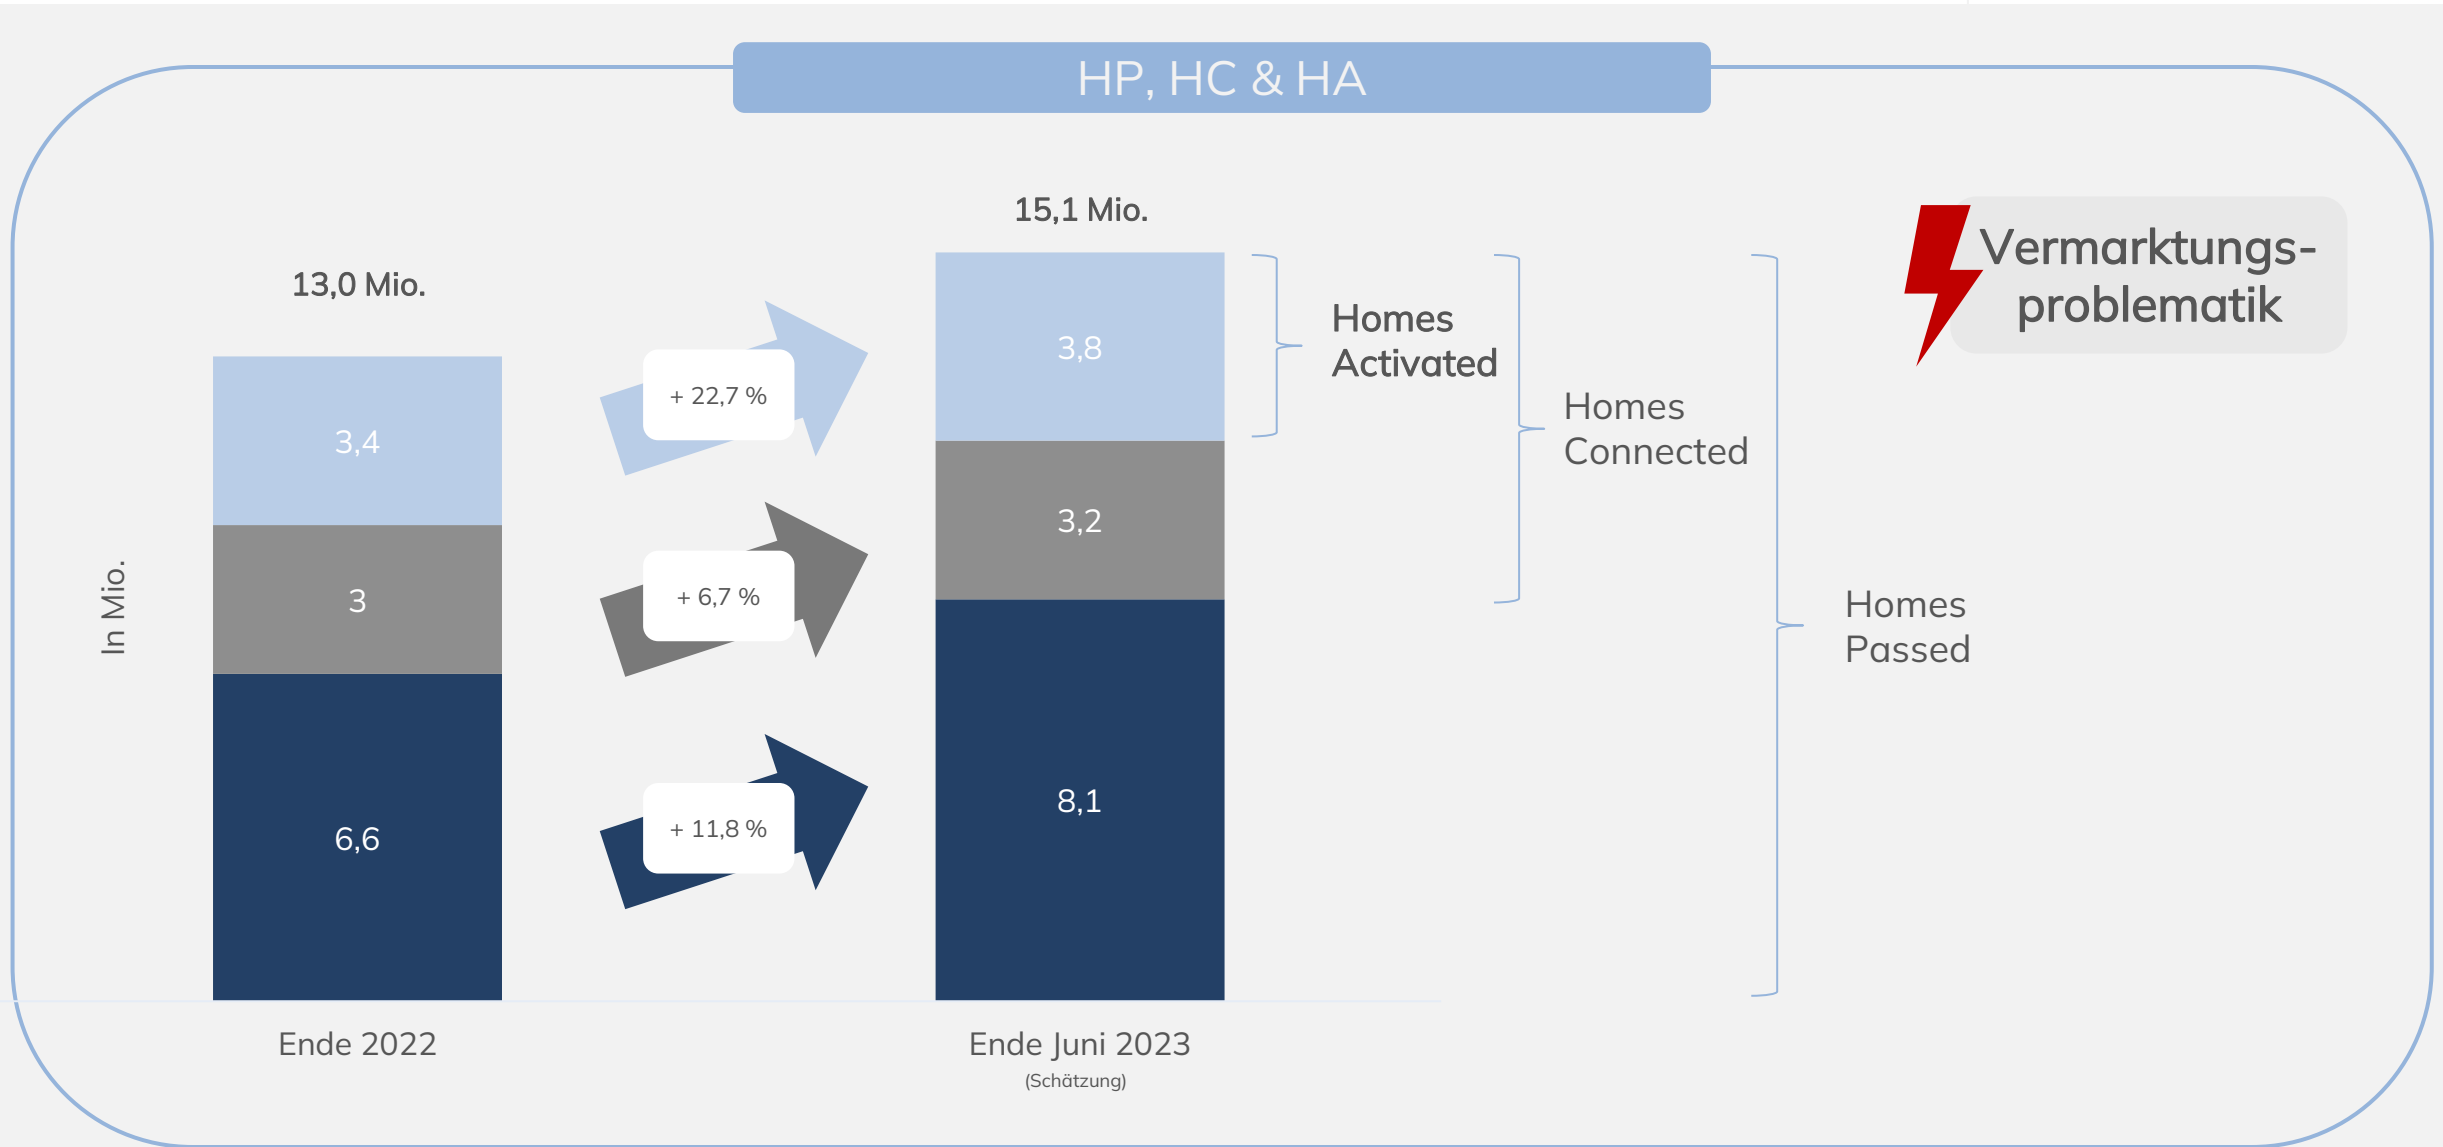 HP, HC & HA
15,1 Mio.
13,0 Mio.
Vermarktungs-
problematik
3,8
Homes
Activated
+ 22,7 %
3,4
Homes
Connected
3,2
+ 6,7 %
3
In Mio.
Homes
Passed
8,1
+ 11,8 %
6,6
Ende 2022
Ende Juni 2023
(Schätzung)